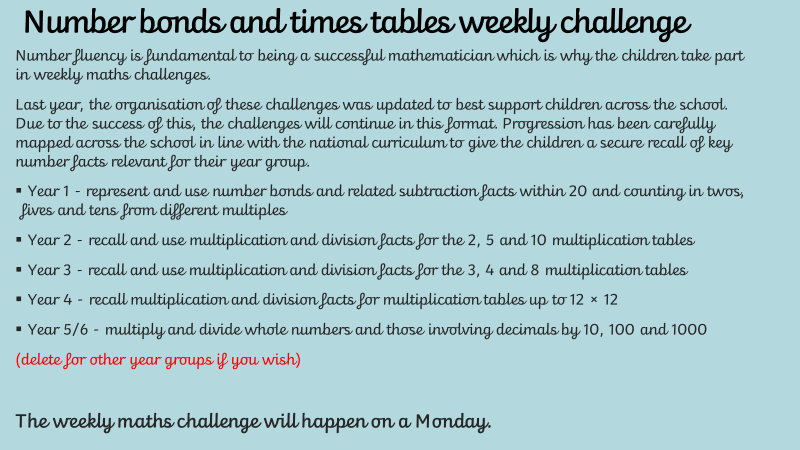 Number bonds and times tables weekly challenge
Number fluency is fundamental to being a successful mathematician which is why the children take part
in weekly maths challenges.
Last year, the organisation of these challenges was updated to best support children across the school.
Due to the success of this, the challenges will continue in this format. Progression has been carefully
mapped across the school in line with the national curriculum to give the children a secure recall of key
number facts relevant for their year group.
▪ Year 1 - represent and use number bonds and related subtraction facts within 20 and counting in twos,
fives and tens from different multiples
▪ Year 2 - recall and use multiplication and division facts for the 2, 5 and 10 multiplication tables
▪ Year 3 - recall and use multiplication and division facts for the 3, 4 and 8 multiplication tables
▪ Year 4 - recall multiplication and division facts for multiplication tables up to 12 × 12
▪ Year 5/6 - multiply and divide whole numbers and those involving decimals by 10, 100 and 1000
(delete for other year groups if you wish)
The weekly maths challenge will happen on a Monday.